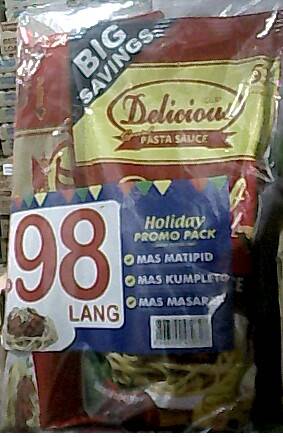 BIG
SAVINGS
Delicious
PASTA SAUCE
98
LANG
Holiday
PROMO PACK
MAS MATIPID
MAS KUMPLETO
MAS MASARAP